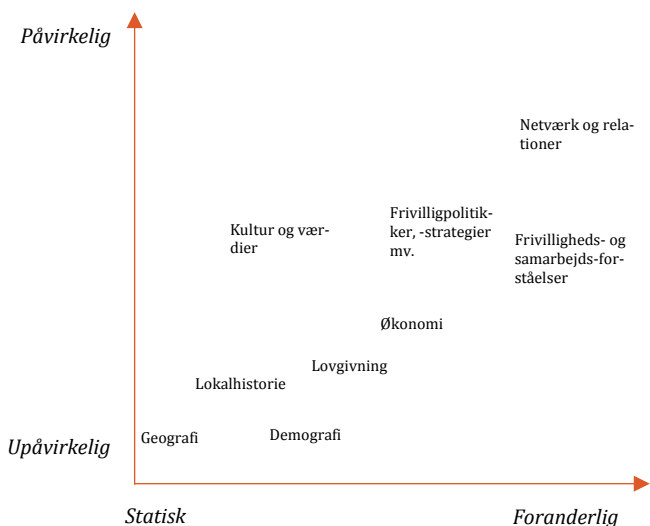 Påvirkelig
Netværk og rela-
tioner
Frivilligpolitik-
ker, -strategier
mv.
Kultur og vær-
dier
Frivilligheds- og
samarbejds-for-
ståelser
Økonomi
Lovgivning
Lokalhistorie
Upåvirkelig
Geografi
Demografi
Statisk
Foranderlig